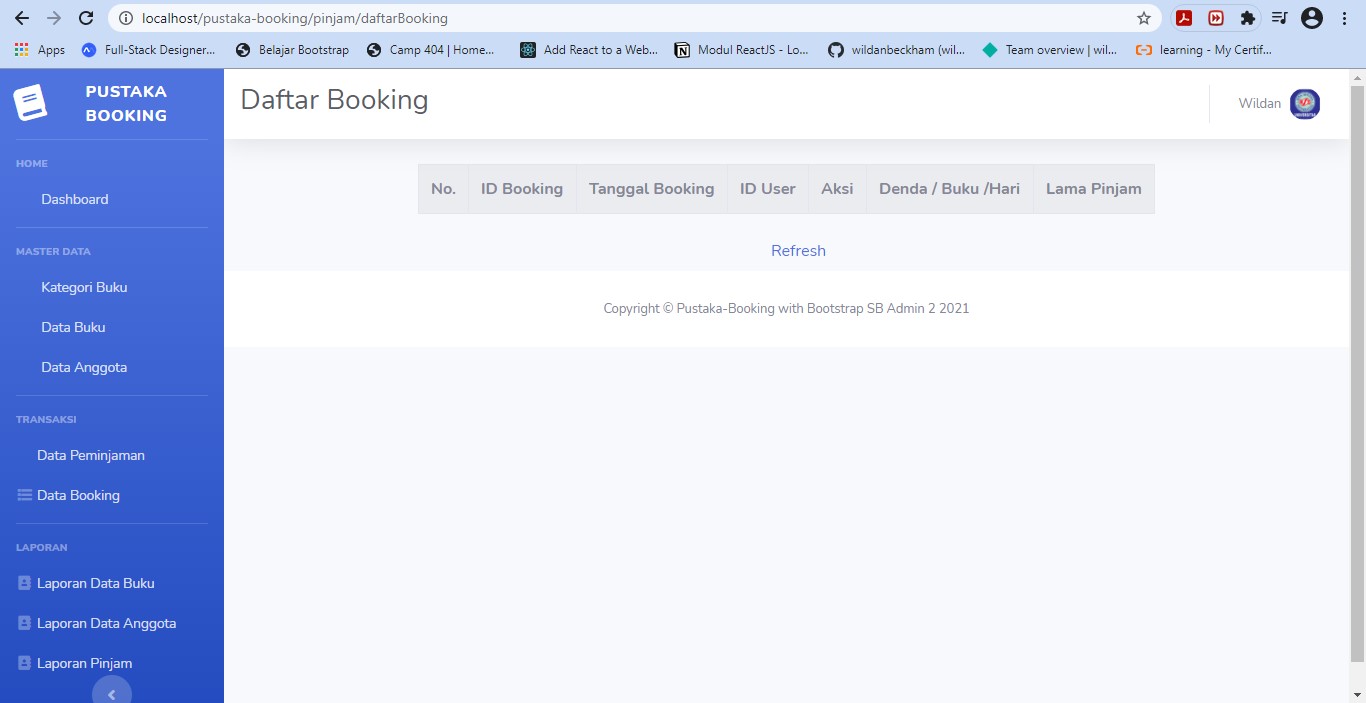 localhost/pustaka-booking/pinjam/daftarBooking
Apps Full-Stack Designer... Belajar Bootstrap Camp 404 | Home... Add React to a Web... Modul ReactJS - Lo... wildanbeckham (wil... Team overview | wil... learning - My Certif...
PUSTAKA
BOOKING
HOME
Dashboard
MASTER DATA
Kategori Buku
Data Buku
Data Anggota
TRANSAKSI
Data Peminjaman
Data Booking
LAPORAN
Laporan Data Buku
Laporan Data Anggota
Laporan Pinjam
Daftar Booking
Wildan
No. ID Booking Tanggal Booking ID User Aksi Denda / Buku /Hari Lama Pinjam
Refresh
Copyright © Pustaka-Booking with Bootstrap SB Admin 2 2021